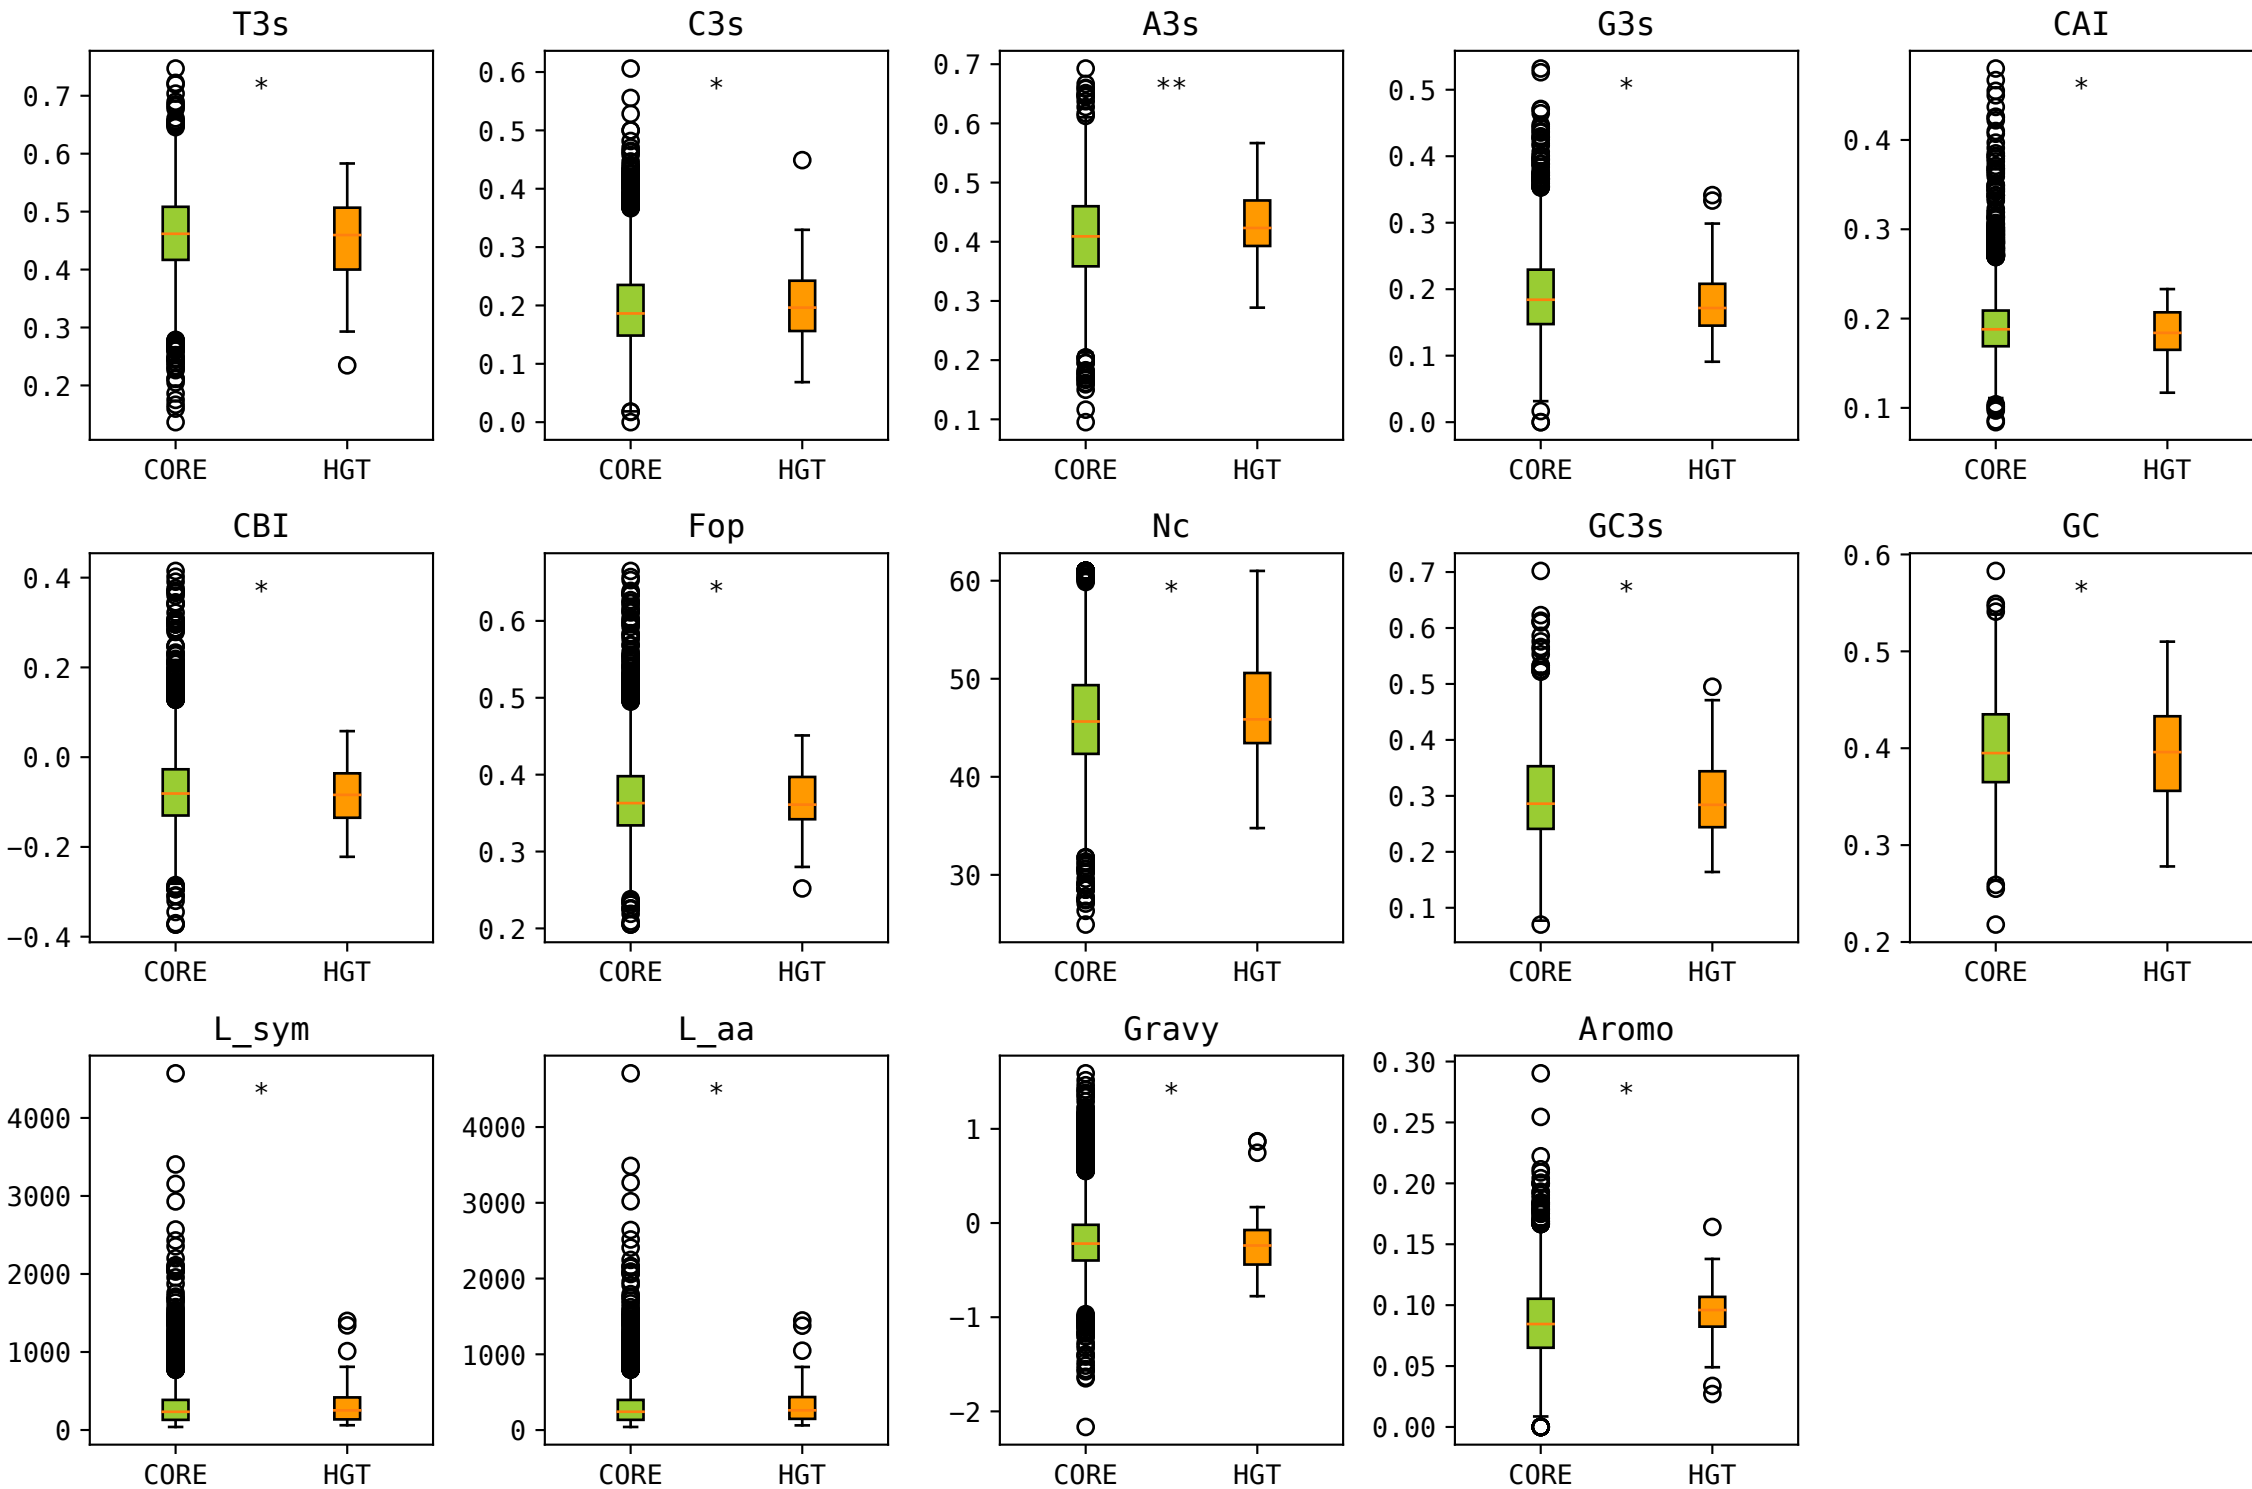 T3s C3s A3s G3s CAI
* * ** * *
0.7 0.6 0.5 0.4 0.3 0.2
0.6 0.5 0.4 0.3 0.2 0.1 0.0
0.7 0.6 0.5 0.4 0.3 0.2 0.1
0.5 0.4 0.3 0.2 0.1 0.0
0.4 0.3 0.2 0.1
CORE HGT CORE HGT CORE HGT CORE HGT CORE HGT
CBI Fop Nc GC3s GC
* * * * *
0.4 0.2 0.0 −0.2 −0.4
0.6 0.5 0.4 0.3 0.2
60 50 40 30
0.7 0.6 0.5 0.4 0.3 0.2 0.1
0.6 0.5 0.4 0.3 0.2
CORE HGT CORE HGT CORE HGT CORE HGT CORE HGT
L_sym L_aa Gravy Aromo
* * * *
4000 3000 2000 1000 0
4000 3000 2000 1000 0
1 0 −1 −2
0.30 0.25 0.20 0.15 0.10 0.05 0.00
CORE HGT CORE HGT CORE HGT CORE HGT